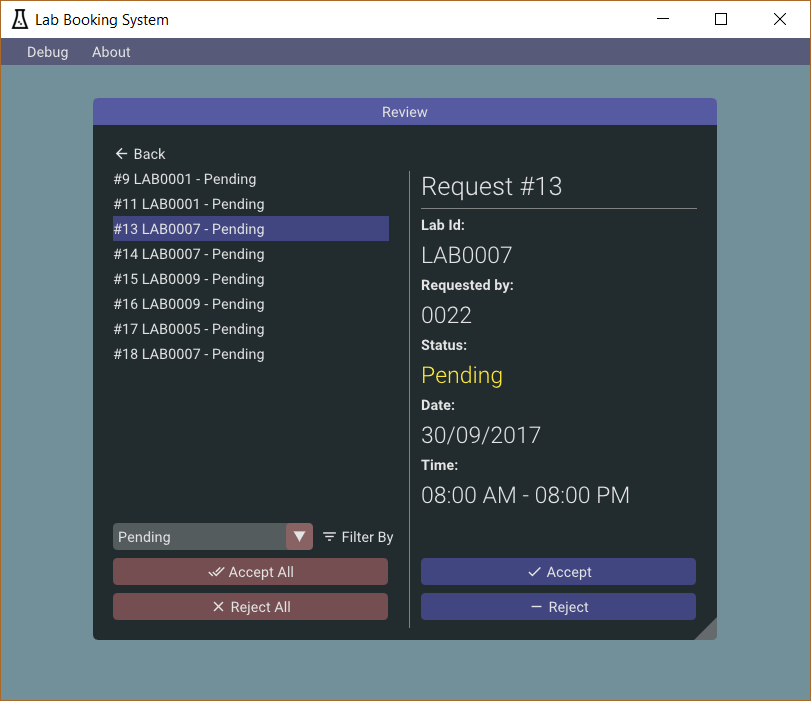 Lab Booking System
Debug About
Review
Back
#9 LAB0001 - Pending
#11 LAB0001 - Pending
#13 LAB0007 - Pending
#14 LAB0007 - Pending
#15 LAB0009 - Pending
#16 LAB0009 - Pending
#17 LAB0005 - Pending
#18 LAB0007 - Pending
Pending
Filter By
Accept All
Reject All
Request #13
Lab Id:
LAB0007
Requested by:
0022
Status:
Pending
Date:
30/09/2017
Time:
08:00 AM - 08:00 PM
Accept
Reject